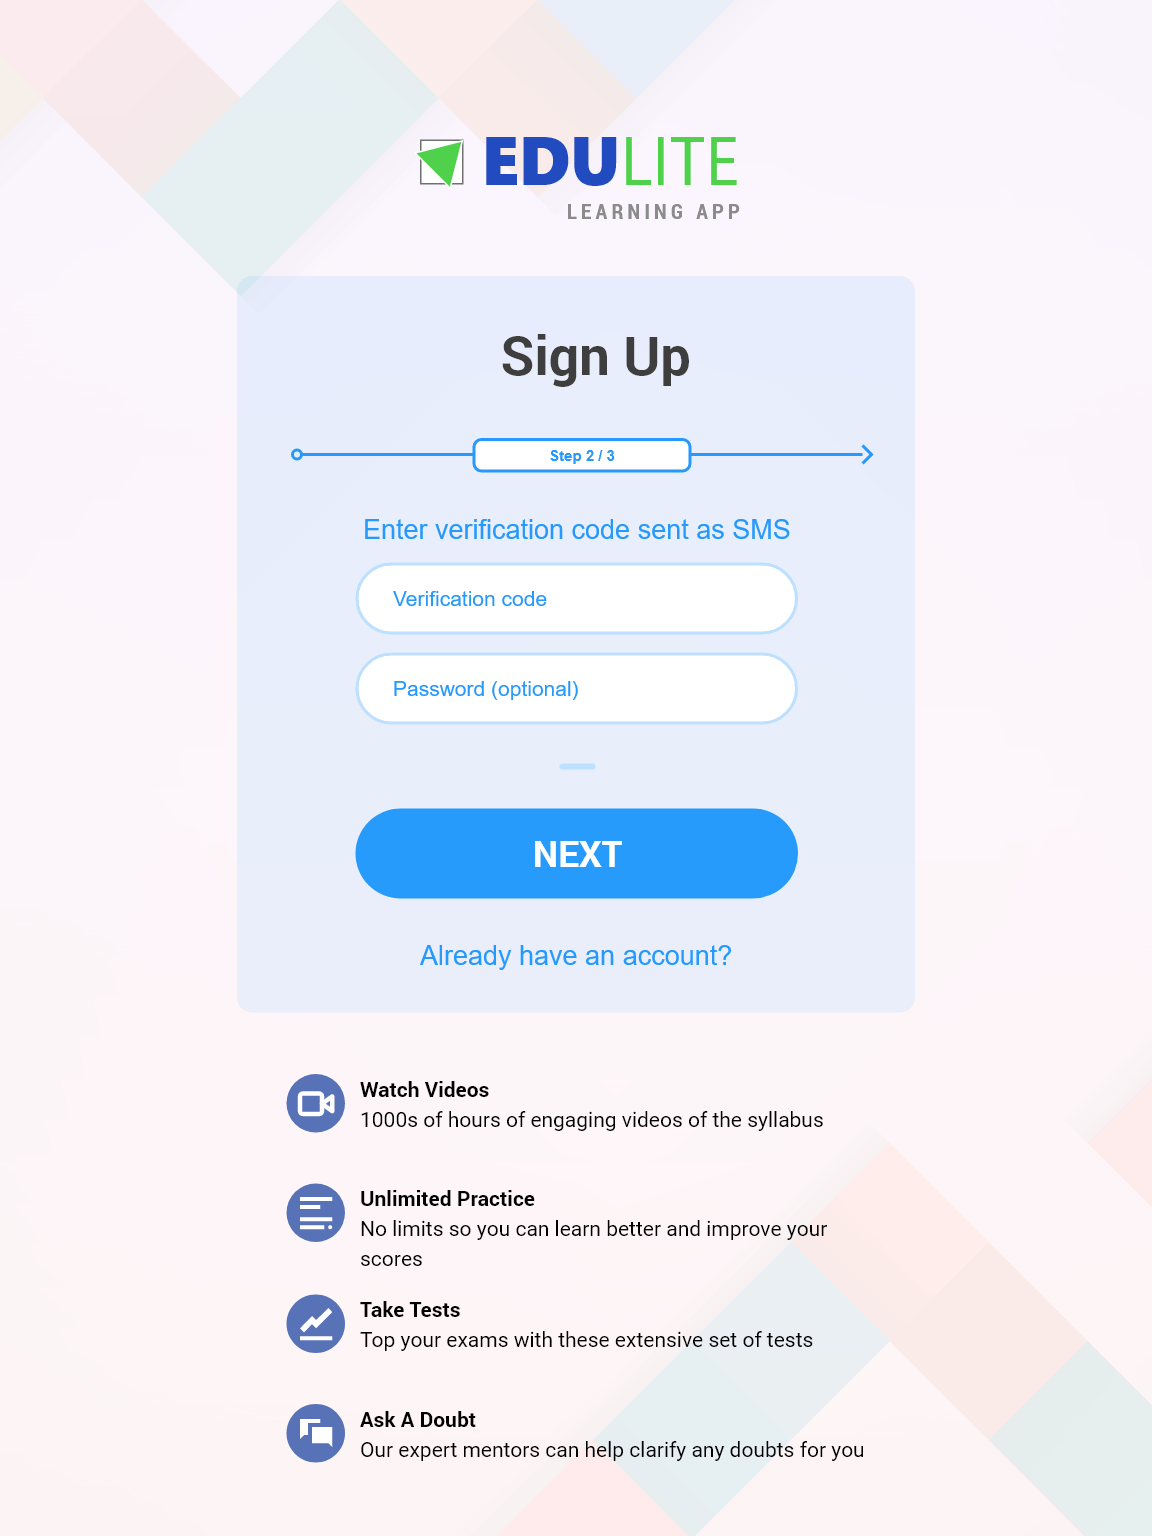 EDULITE
LEARNING APP
Sign Up
Step 2 / 3
Enter verification code sent as SMS
Verification code
Password (optional)
NEXT
Already have an account?
Watch Videos
1000s of hours of engaging videos of the syllabus
Unlimited Practice
No limits so you can learn better and improve your
scores
Take Tests
Top your exams with these extensive set of tests
Ask A Doubt
Our expert mentors can help clarify any doubts for you